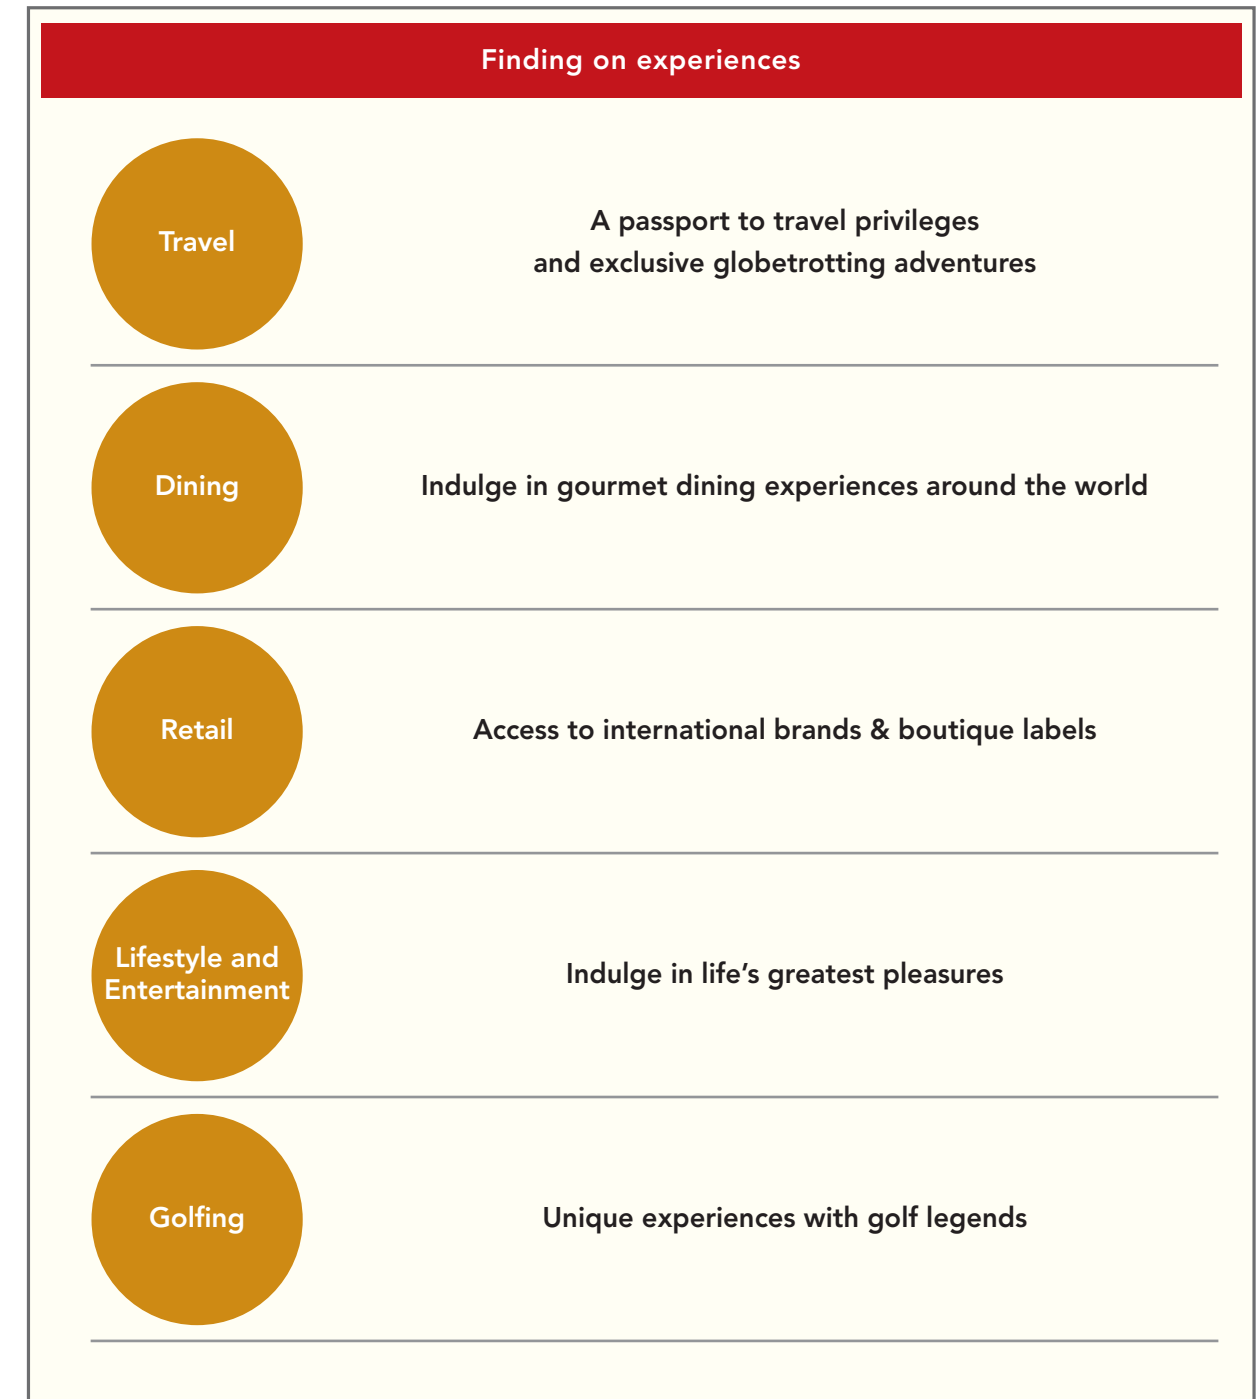 Finding on experiences
Travel
A passport to travel privileges
and exclusive globetrotting adventures
Dining
Indulge in gourmet dining experiences around the world
Retail
Access to international brands & boutique labels
Lifestyle and
Entertainment
Indulge in life’s greatest pleasures
Golfing
Unique experiences with golf legends